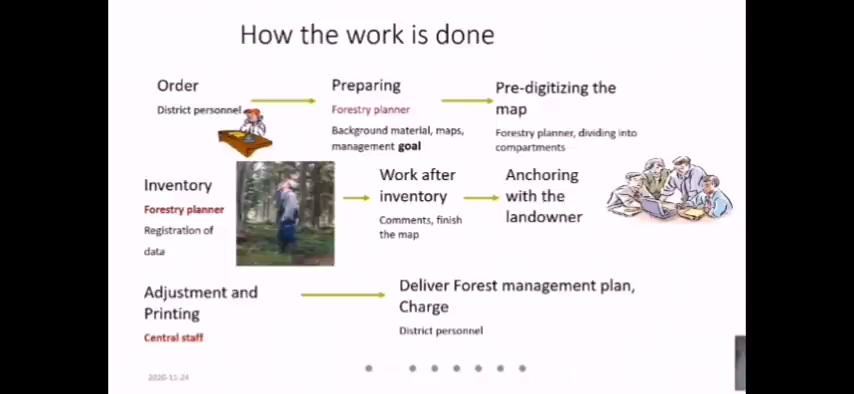 How the work is done
Order
District personnel
Preparing
Forestry planner
Background material, maps,
management goal
Pre-digitizing the
map
Forestry planner, dividing into
compartments
Inventory
Forestry planner
Registration of
data
Work after
inventory
Comments, finish
the map
Anchoring
with the
landowner
Adjustment and
Printing
Central staff
Deliver Forest management plan,
Charge
District personnel
2020-11-24